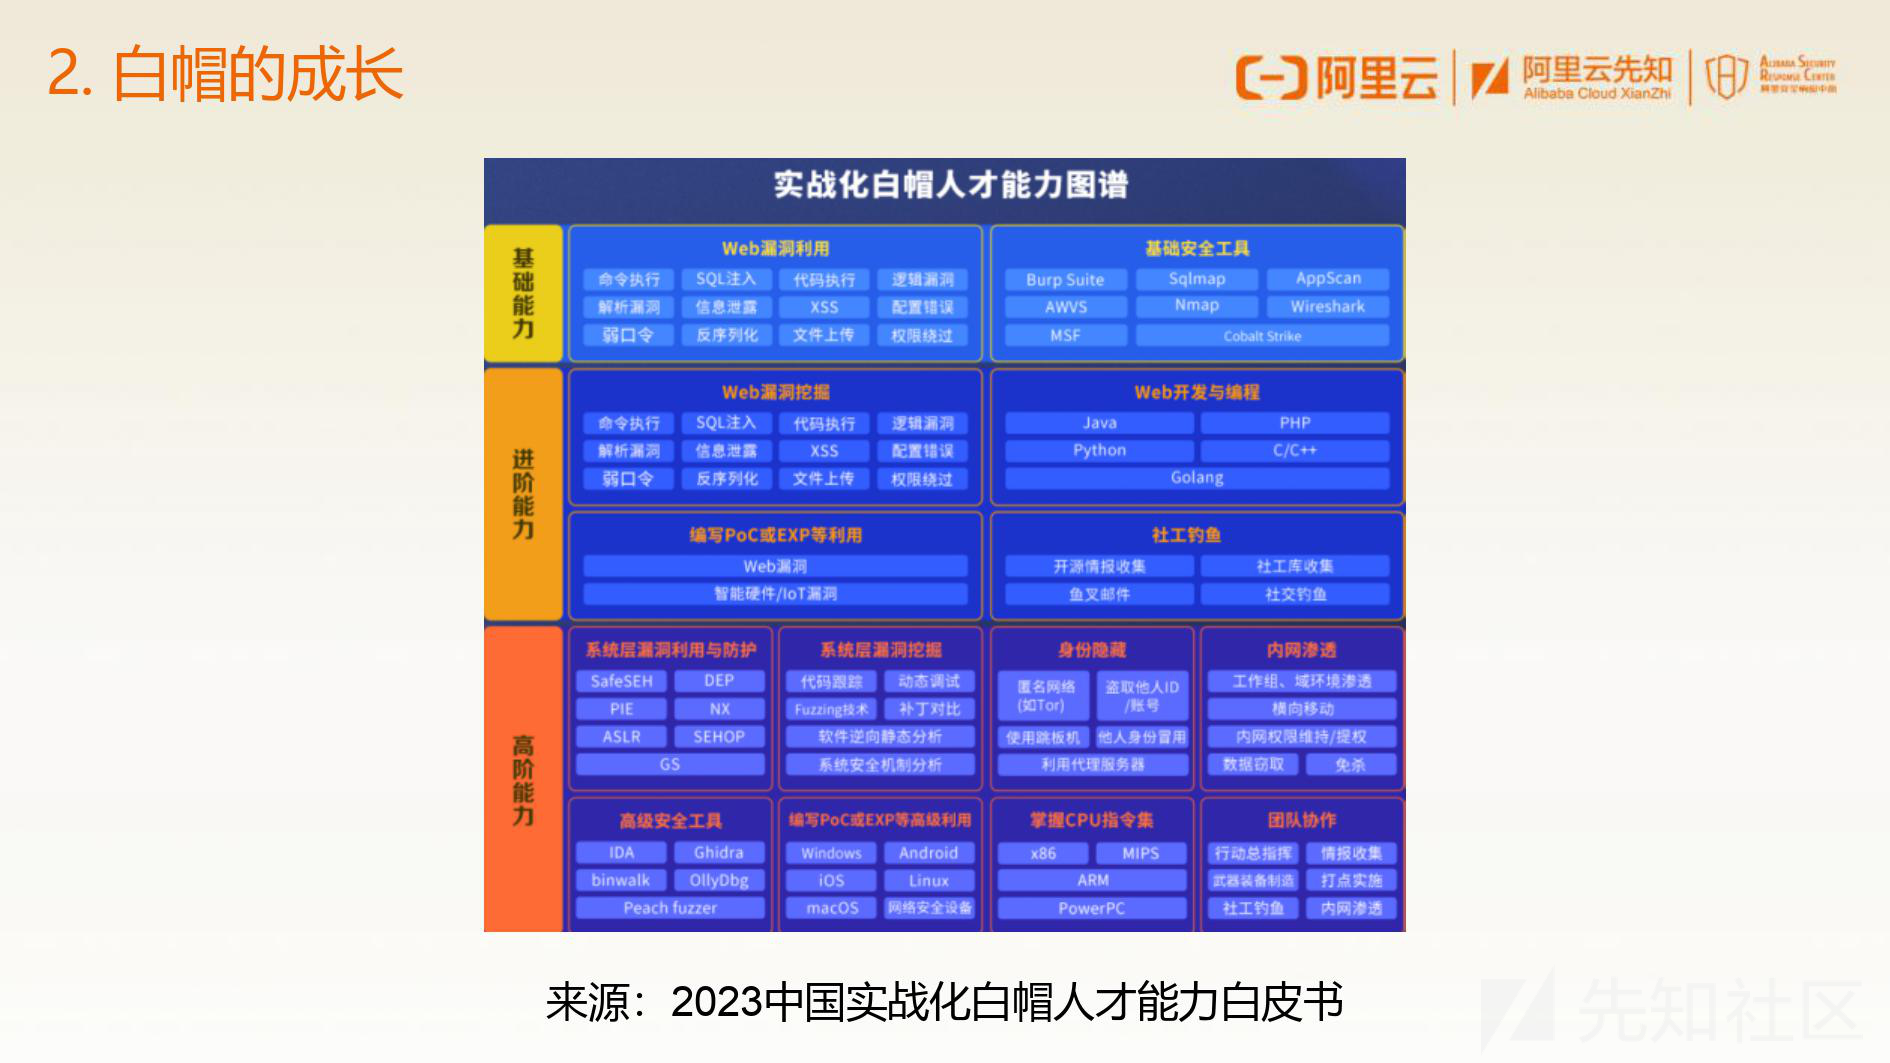 2. 白帽的成长
阿里云
阿里云先知
Alibaba Cloud XianZhi
ALIBABA SECURITY
RESPONSE CENTER
实战化白帽人才能力图谱
基础能力
Web漏洞利用
命令执行 SQL注入 代码执行 逻辑漏洞
解析漏洞 信息泄露 XSS 配置错误
弱口令 反序列化 文件上传 权限绕过
基础安全工具
Burp Suite Sqlmap AppScan
AWVS Nmap Wireshark
MSF Cobalt Strike
进阶能力
Web漏洞挖掘
命令执行 SQL注入 代码执行 逻辑漏洞
解析漏洞 信息泄露 XSS 配置错误
弱口令 反序列化 文件上传 权限绕过
Web开发与编程
Java PHP
Python C/C++
Golang
编写PoC或EXP等利用
Web漏洞
智能硬件/IoT漏洞
社工钓鱼
开源情报收集 社工库收集
鱼叉邮件 社交钓鱼
高阶能力
系统层漏洞利用与防护
SafeSEH DEP
PIE NX
ASLR SEHOP
GS
系统层漏洞挖掘
代码跟踪 动态调试
Fuzzing技术 补丁对比
软件逆向静态分析
系统安全机制分析
身份隐藏
匿名网络
(如Tor)
盗取他人ID
/账号
使用跳板机 他人身份冒用
利用代理服务器
内网渗透
工作组、域环境渗透
横向移动
内网权限维持/提权
数据窃取 免杀
高级安全工具
IDA Ghidra
binwalk OllyDbg
Peach fuzzer
编写PoC或EXP等高级利用
Windows Android
iOS Linux
macOS 网络安全设备
掌握CPU指令集
x86 MIPS
ARM
PowerPC
团队协作
行动总指挥 情报收集
武器装备制造 打点实施
社工钓鱼 内网渗透
来源：2023中国实战化白帽人才能力白皮书
先知社区